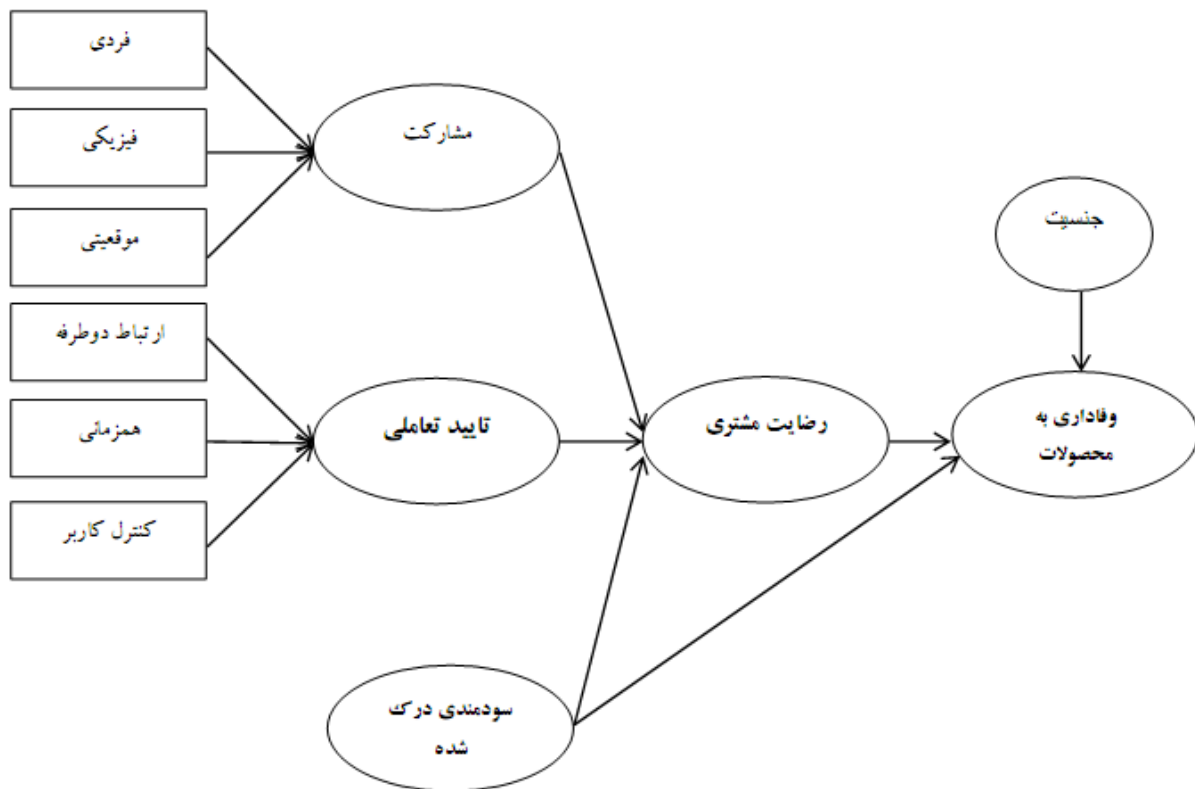 فردی
فیزیکی
موقعیتی
ارتباط دوطرفه
همزمانی
کنترل کاربر
مشارکت
تایید تعاملی
سودمندی درک
شده
رضایت مشتری
جنسیت
وفاداری به
محصولات